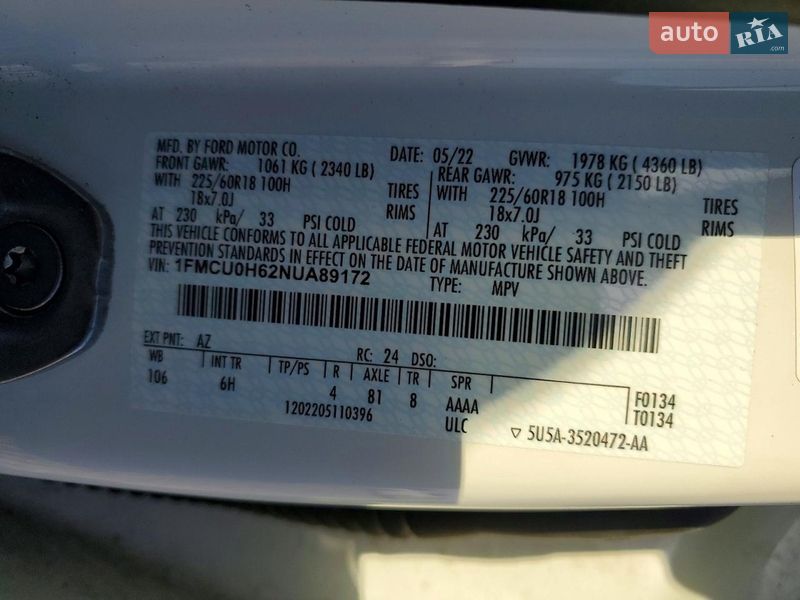 auto RIA.com
MFD. BY FORD MOTOR CO. DATE: 05/22 GVWR: 1978 KG ( 4360 LB)
FRONT GAWR: 1061 KG ( 2340 LB) REAR GAWR: 975 KG ( 2150 LB)
WITH 225/60R18 100H TIRES WITH 225/60R18 100H TIRES
18x7.0J RIMS 18x7.0J RIMS
AT 230 kPa/ 33 PSI COLD AT 230 kPa/ 33 PSI COLD
THIS VEHICLE CONFORMS TO ALL APPLICABLE FEDERAL MOTOR VEHICLE SAFETY AND THEFT
PREVENTION STANDARDS IN EFFECT ON THE DATE OF MANUFACTURE SHOWN ABOVE.
VIN: 1FMCU0H62NUA89172 TYPE: MPV
EXT PNT: AZ RC: 24 DSO:
WB INT TR TP/PS R AXLE TR SPR
106 6H 4 81 8 AAAA F0134
1202205110396 ULC T0134
▽ 5U5A-3520472-AA